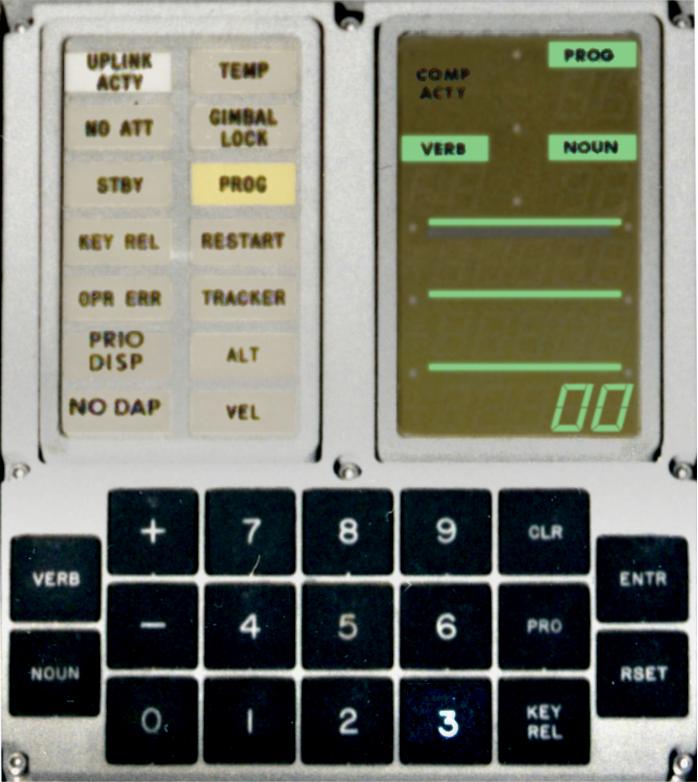 UPLINK
ACTY
TEMP
NO ATT
GIMBAL
LOCK
STBY
PROG
KEY REL
RESTART
OPR ERR
TRACKER
PRIO
DISP
ALT
NO DAP
VEL
COMP
ACTY
PROG
VERB
NOUN
00
+
7
8
9
CLR
VERB
ENTR
−
4
5
6
PRO
NOUN
RSET
0
1
2
3
KEY
REL